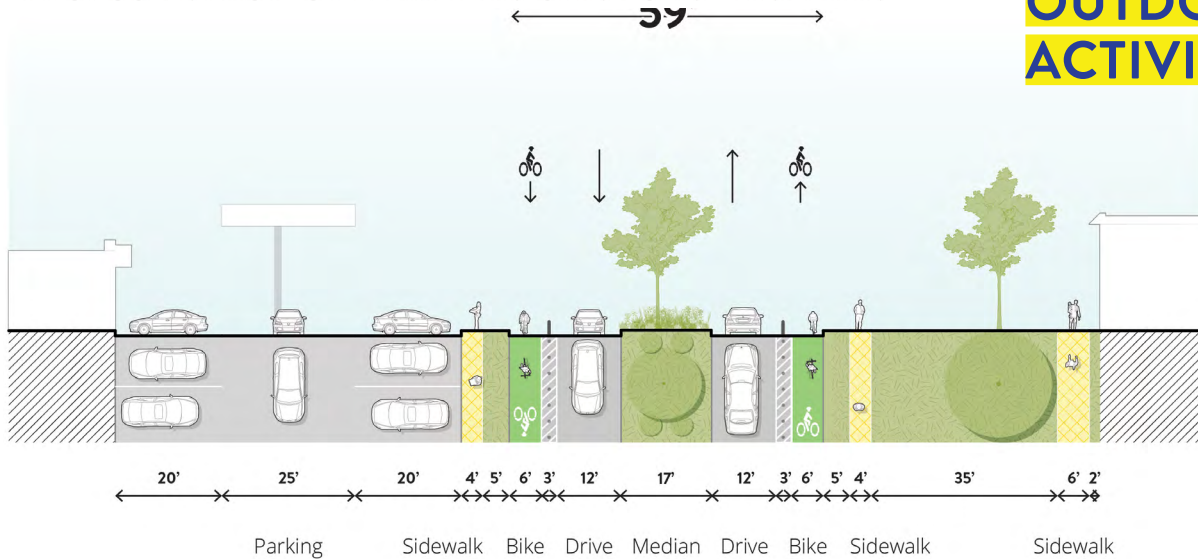 59'
20' 25' 20' 4' 5' 6' 3' 12' 17' 12' 3' 6' 5' 4' 35' 6' 2'
Parking Sidewalk Bike Drive Median Drive Bike Sidewalk Sidewalk